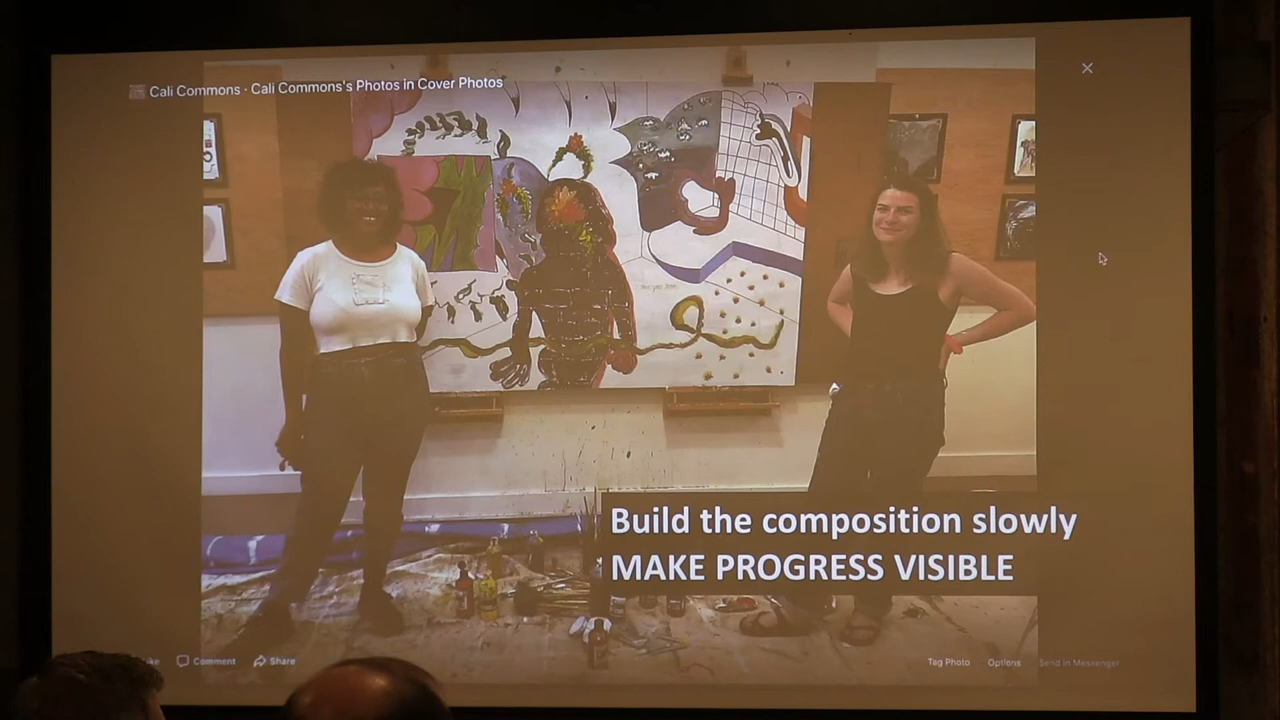 Cali Commons · Cali Commons's Photos in Cover Photos
Build the composition slowly
MAKE PROGRESS VISIBLE
Comment
Share
Tag Photo
Options
Send in Messenger